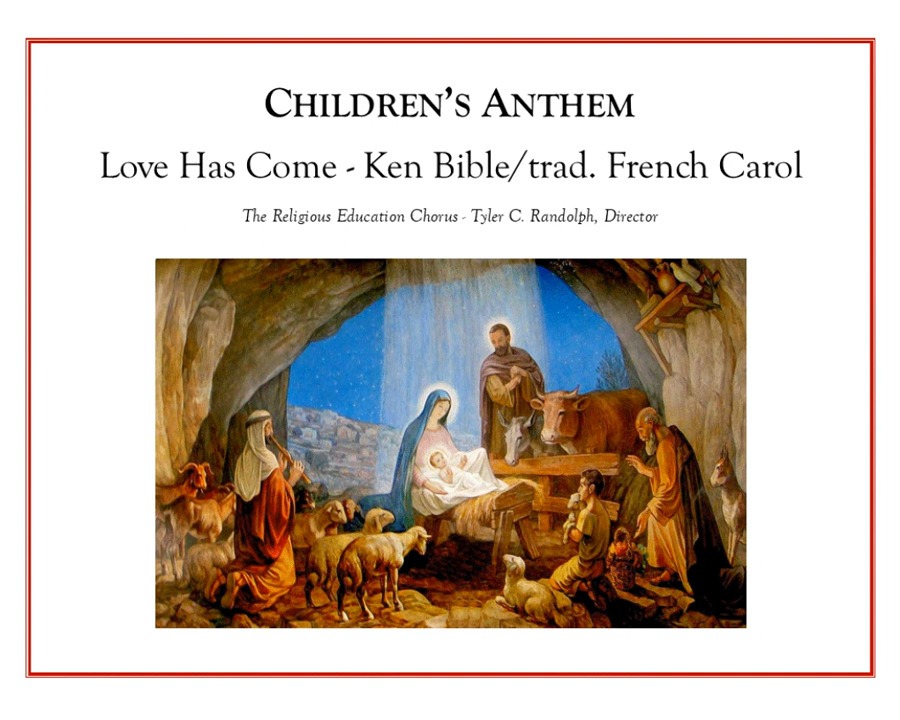 CHILDREN'S ANTHEM
Love Has Come - Ken Bible/trad. French Carol
The Religious Education Chorus - Tyler C. Randolph, Director